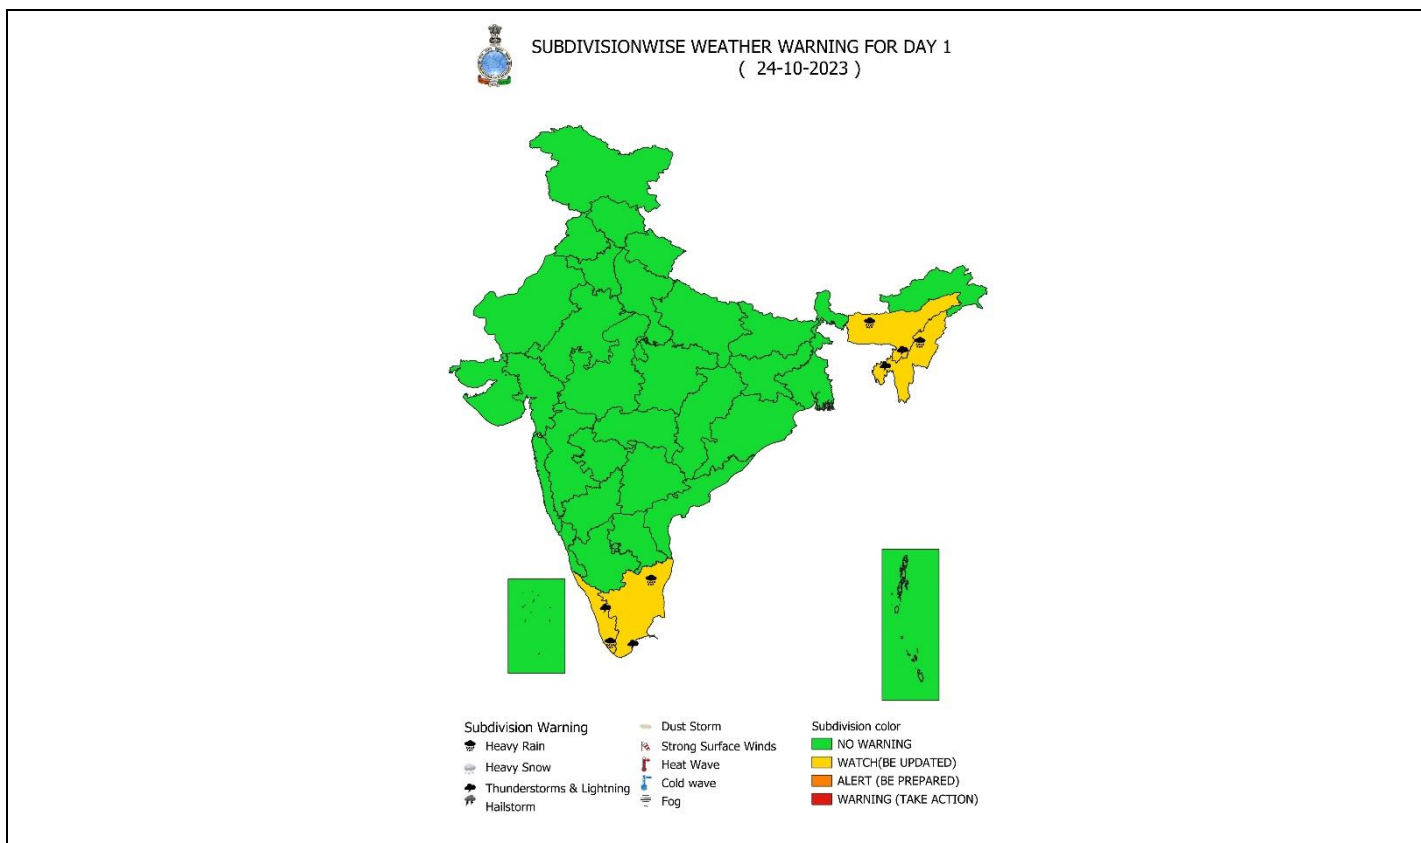 SUBDIVISIONWISE WEATHER WARNING FOR DAY 1
( 24-10-2023 )
Subdivision Warning
Heavy Rain
Heavy Snow
Thunderstorms & Lightning
Hailstorm
Dust Storm
Strong Surface Winds
Heat Wave
Cold wave
Fog
Subdivision color
NO WARNING
WATCH(BE UPDATED)
ALERT (BE PREPARED)
WARNING (TAKE ACTION)